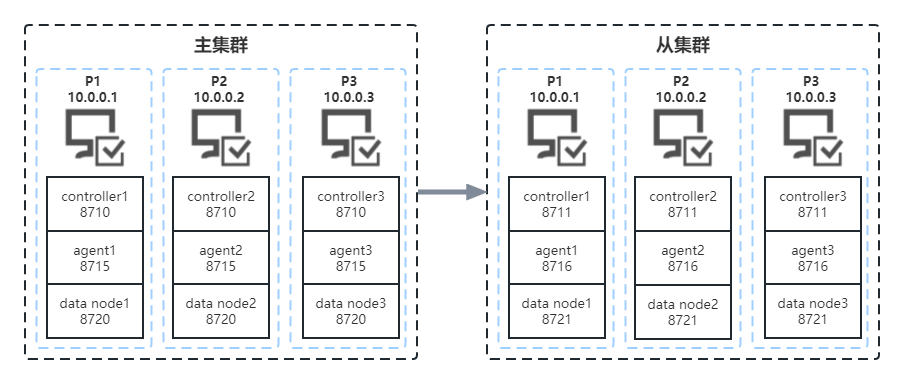 主集群
P1
10.0.0.1
controller1
8710
agent1
8715
data node1
8720
P2
10.0.0.2
controller2
8710
agent2
8715
data node2
8720
P3
10.0.0.3
controller3
8710
agent3
8715
data node3
8720
从集群
P1
10.0.0.1
controller1
8711
agent1
8716
data node1
8721
P2
10.0.0.2
controller2
8711
agent2
8716
data node2
8721
P3
10.0.0.3
controller3
8711
agent3
8716
data node3
8721